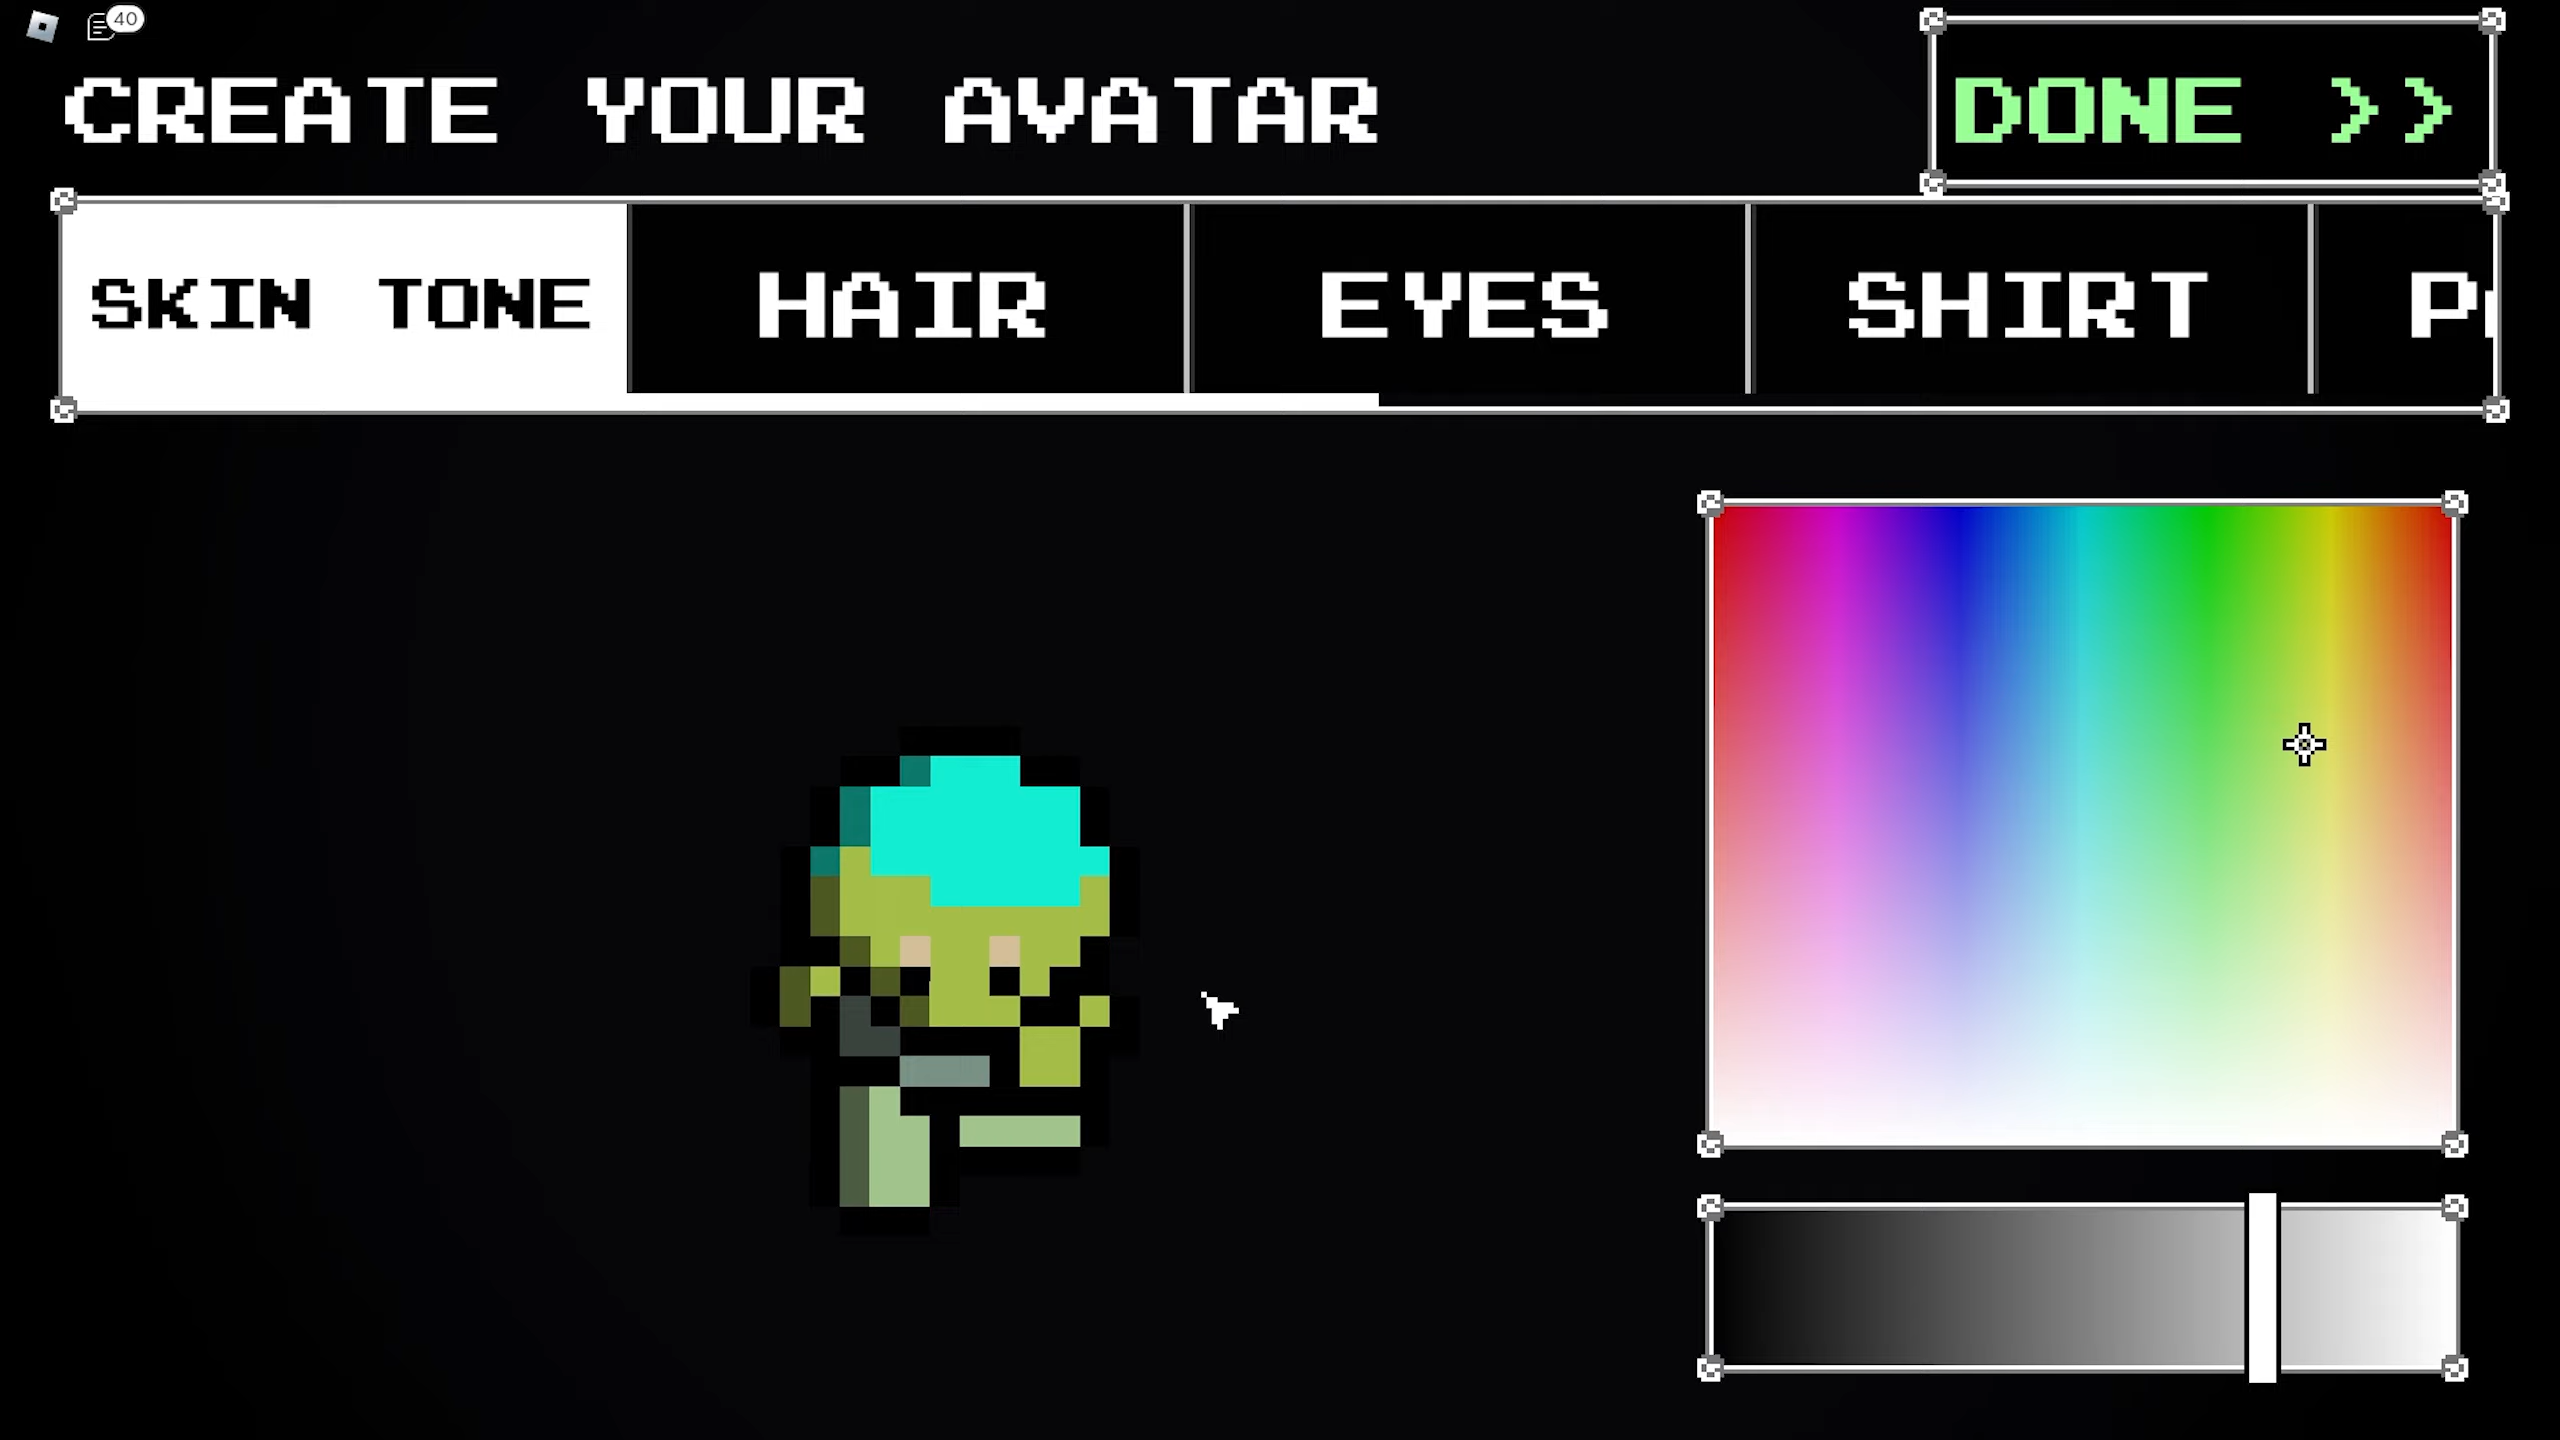 40
CREATE YOUR AVATAR
DONE >>
SKIN TONE HAIR EYES SHIRT